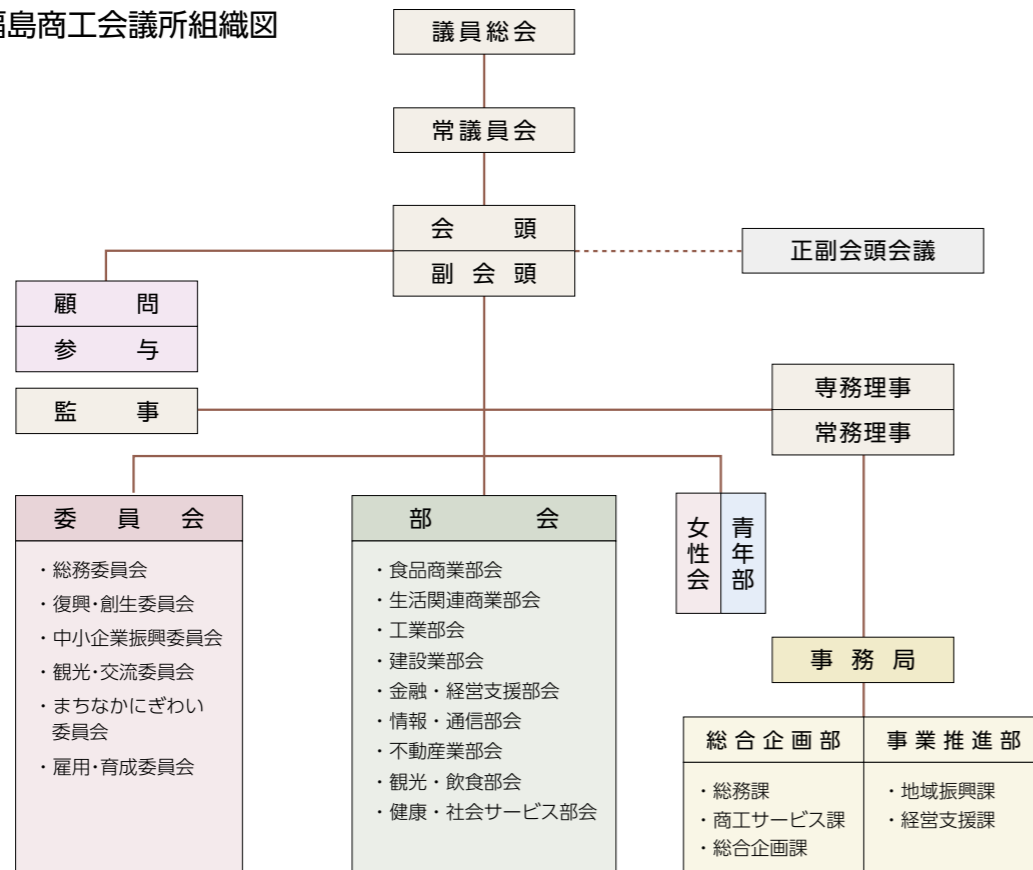 福島商工会議所組織図
議員総会
常議員会
会頭
副会頭
正副会頭会議
顧問
参与
監事
専務理事
常務理事
委員会
・総務委員会
・復興・創生委員会
・中小企業振興委員会
・観光・交流委員会
・まちなかにぎわい
委員会
・雇用・育成委員会
部会
・食品商業部会
・生活関連商業部会
・工業部会
・建設業部会
・金融・経営支援部会
・情報・通信部会
・不動産業部会
・観光・飲食部会
・健康・社会サービス部会
女性会
青年部
事務局
総合企画部
・総務課
・商工サービス課
・総合企画課
事業推進部
・地域振興課
・経営支援課